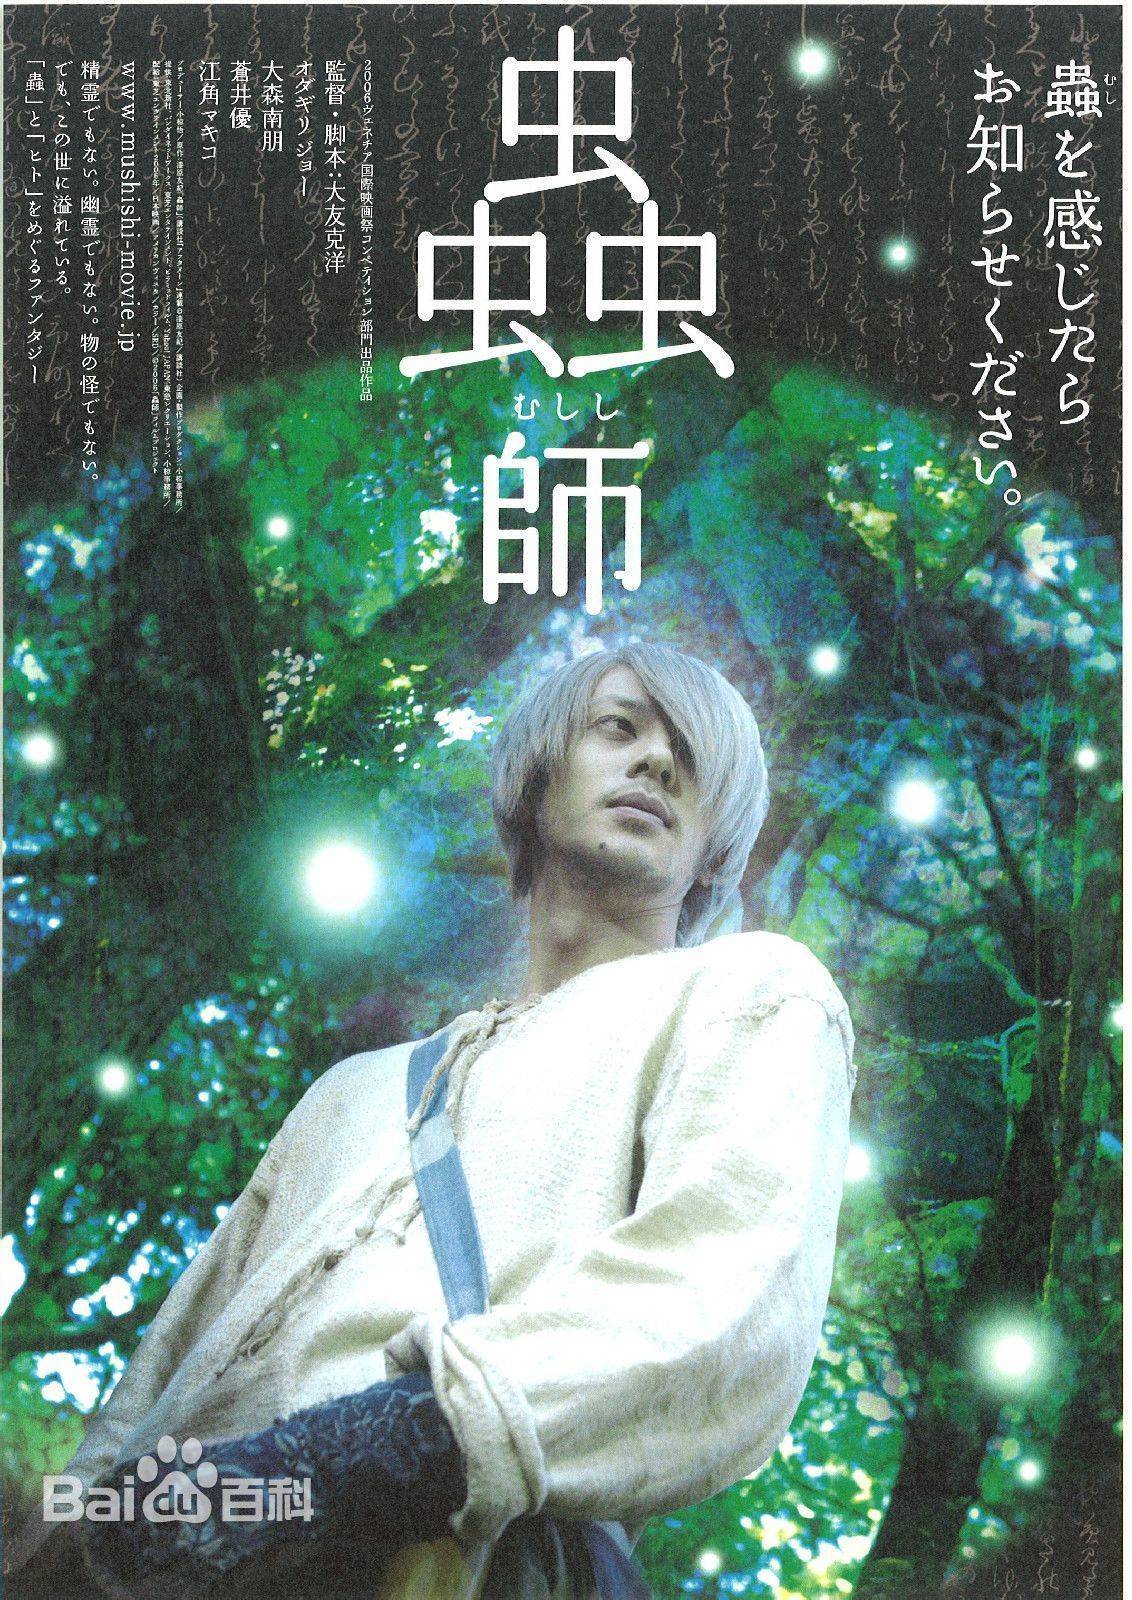 蟲を感じたら
むし
お知らせください。
蟲師
むしし
2006ヴェネチア国際映画祭コンペティション部門出品作品
監督・脚本:大友克洋
オダギリジョー
大森南朋
蒼井優
江角マキコ
www.mushishi-movie.jp
精霊でもない。幽霊でもない。物の怪でもない。
でも、この世に溢れている。
「蟲」と「ヒト」をめぐるファンタジー
Bai du 百科